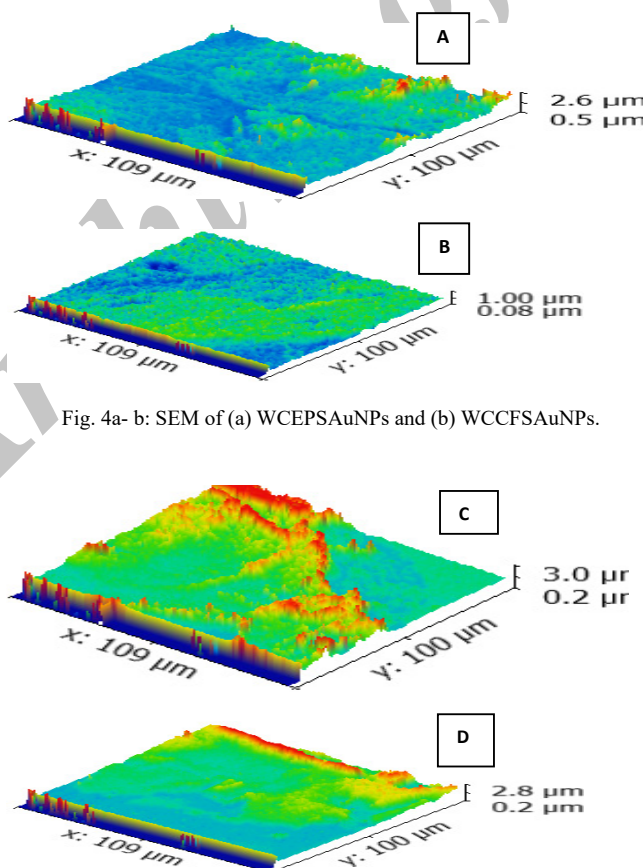 A
2.6 µm
0.5 µm
x: 109 µm
y: 100 µm
B
1.00 µm
0.08 µm
x: 109 µm
y: 100 µm
Fig. 4a- b: SEM of (a) WCEPSAuNPs and (b) WCCFSAuNPs.
C
3.0 µ
0.2 µ
x: 109 µm
y: 100 µm
D
2.8 µm
0.2 µm
x: 109 µm
y: 100 µm